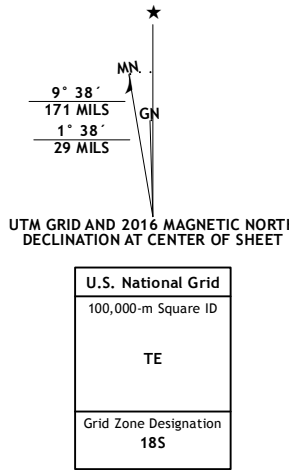 ★
MN
9° 38´
171 MILS
GN
1° 38´
29 MILS
UTM GRID AND 2016 MAGNETIC NORT
DECLINATION AT CENTER OF SHEET
U.S. National Grid
100,000-m Square ID
TE
Grid Zone Designation
18S